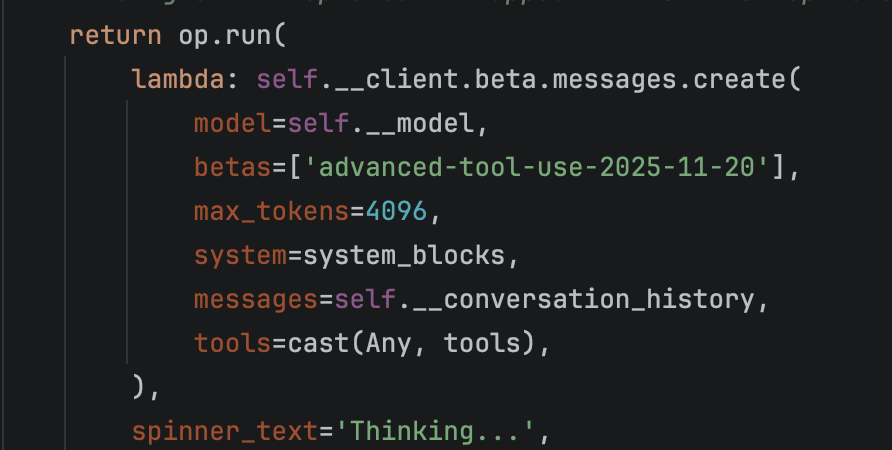 return op.run(
lambda: self.__client.beta.messages.create(
model=self.__model,
betas=['advanced-tool-use-2025-11-20'],
max_tokens=4096,
system=system_blocks,
messages=self.__conversation_history,
tools=cast(Any, tools),
),
spinner_text='Thinking...',